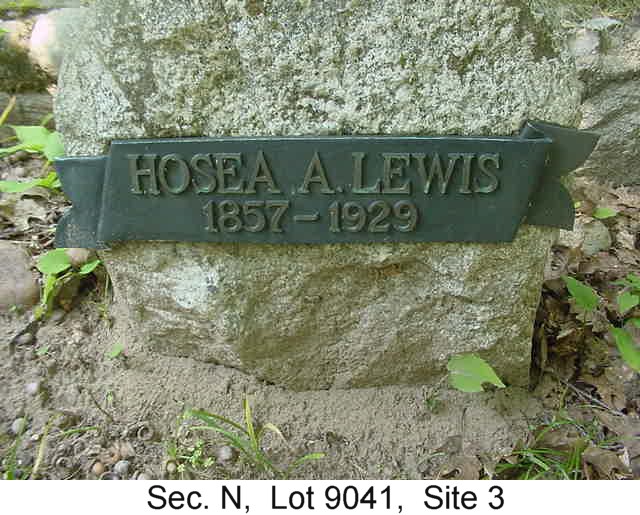 HOSEA A. LEWIS
1857-1929
Sec. N, Lot 9041, Site 3